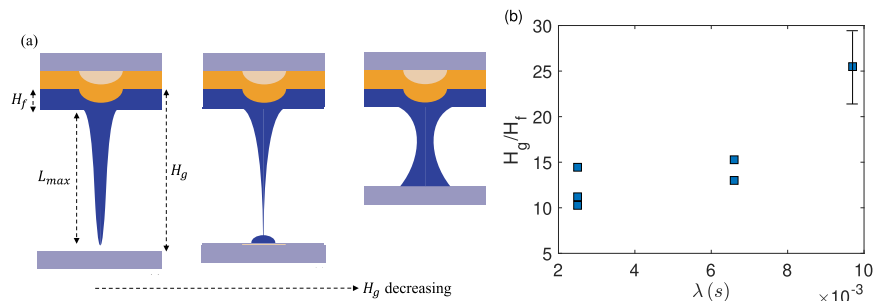 (a)
H_f
L_max
H_g
H_g decreasing
(b)
H_g/H_f
30
25
20
15
10
5
2
4
6
8
10
λ (s)
×10^-3